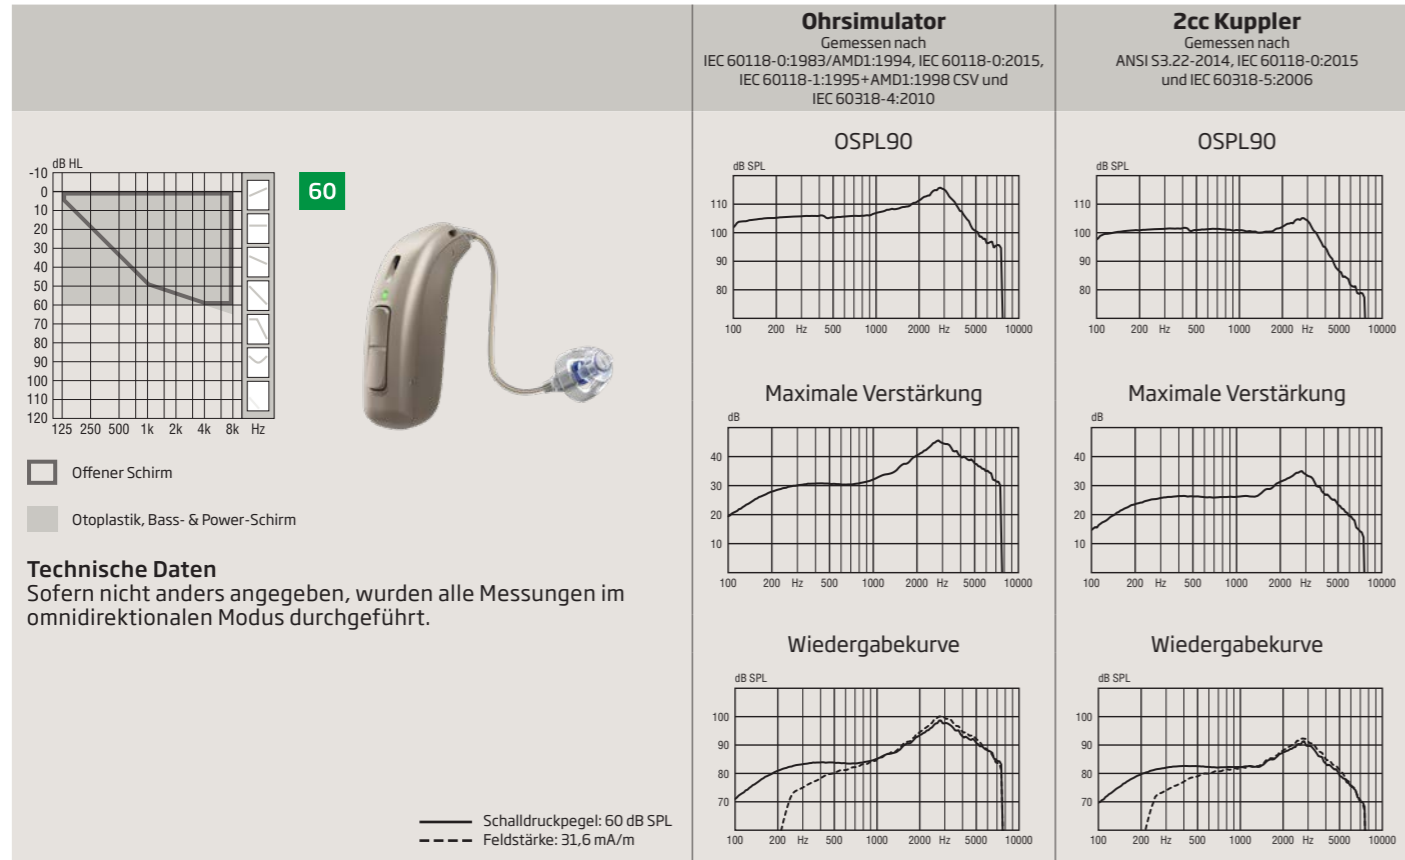 Ohrsimulator
Gemessen nach
IEC 60118-0:1983/AMD1:1994, IEC 60118-0:2015,
IEC 60118-1:1995+AMD1:1998 CSV und
IEC 60318-4:2010
2cc Kuppler
Gemessen nach
ANSI S3.22-2014, IEC 60118-0:2015
und IEC 60318-5:2006
dB HL
-10
0
10
20
30
40
50
60
70
80
90
100
110
120
125 250 500 1k 2k 4k 8k Hz
60
Offener Schirm
Otoplastik, Bass- & Power-Schirm
Technische Daten
Sofern nicht anders angegeben, wurden alle Messungen im
omnidirektionalen Modus durchgeführt.
Schalldruckpegel: 60 dB SPL
Feldstärke: 31,6 mA/m
OSPL90
dB SPL
110
100
90
80
100 200 Hz 500 1000 2000 Hz 5000 10000
Maximale Verstärkung
dB
40
30
20
10
100 200 Hz 500 1000 2000 Hz 5000 10000
Wiedergabekurve
dB SPL
100
90
80
70
100 200 Hz 500 1000 2000 Hz 5000 10000
OSPL90
dB SPL
110
100
90
80
100 200 Hz 500 1000 2000 Hz 5000 10000
Maximale Verstärkung
dB
40
30
20
10
100 200 Hz 500 1000 2000 Hz 5000 10000
Wiedergabekurve
dB SPL
100
90
80
70
100 200 Hz 500 1000 2000 Hz 5000 10000